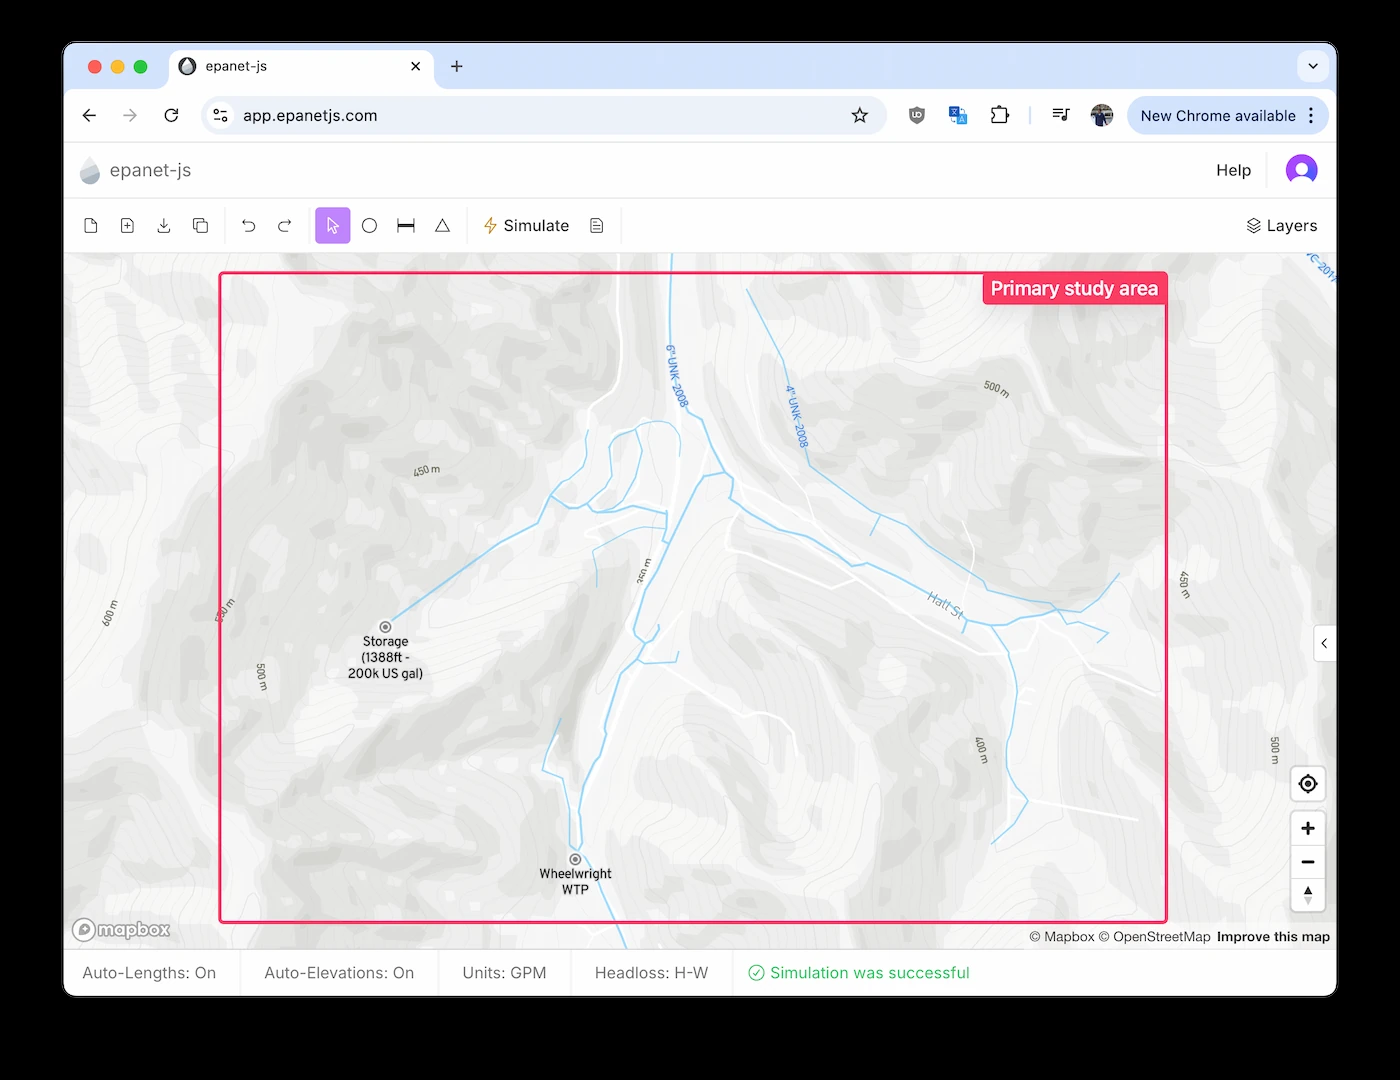 epanet-js
app.epanetjs.com
New Chrome available
epanet-js
Help
Simulate
Layers
Primary study area
6" UNK-2008
4" UNK-2008
500 m
450 m
350 m
600 m
500 m
450 m
Hall St
Storage
(1388ft -
200k US gal)
400 m
500 m
Wheelwright
WTP
mapbox
© Mapbox © OpenStreetMap Improve this map
Auto-Lengths: On
Auto-Elevations: On
Units: GPM
Headloss: H-W
Simulation was successful